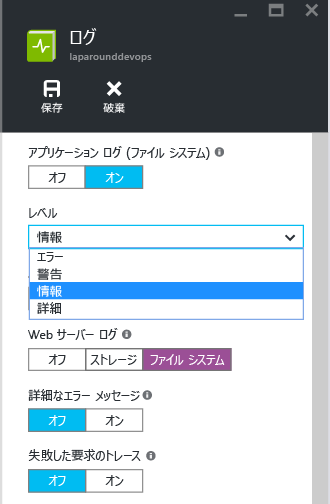 ログ
laparounddevops
保存 破棄
アプリケーション ログ (ファイル システム)
オフ オン
レベル
情報
エラー
警告
情報
詳細
Web サーバー ログ
オフ ストレージ ファイル システム
詳細なエラー メッセージ
オフ オン
失敗した要求のトレース
オフ オン